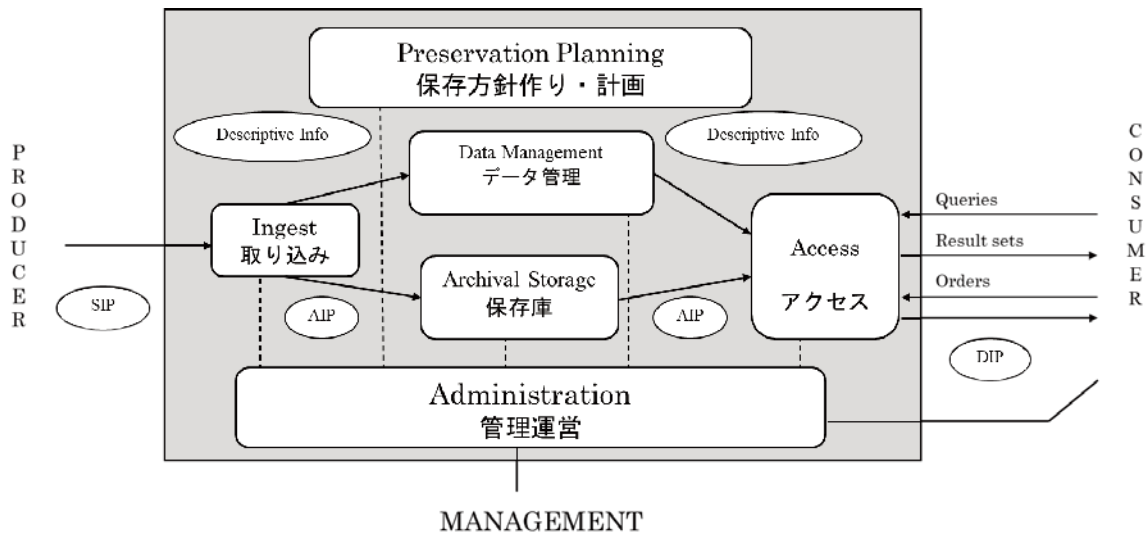 Preservation Planning
保存方針作り・計画
Descriptive Info
Descriptive Info
PRODUCER
CONSUMER
Data Management
データ管理
Ingest
取り込み
Queries
Access
アクセス
Result sets
Archival Storage
保存庫
Orders
SIP
AIP
AIP
DIP
Administration
管理運営
MANAGEMENT